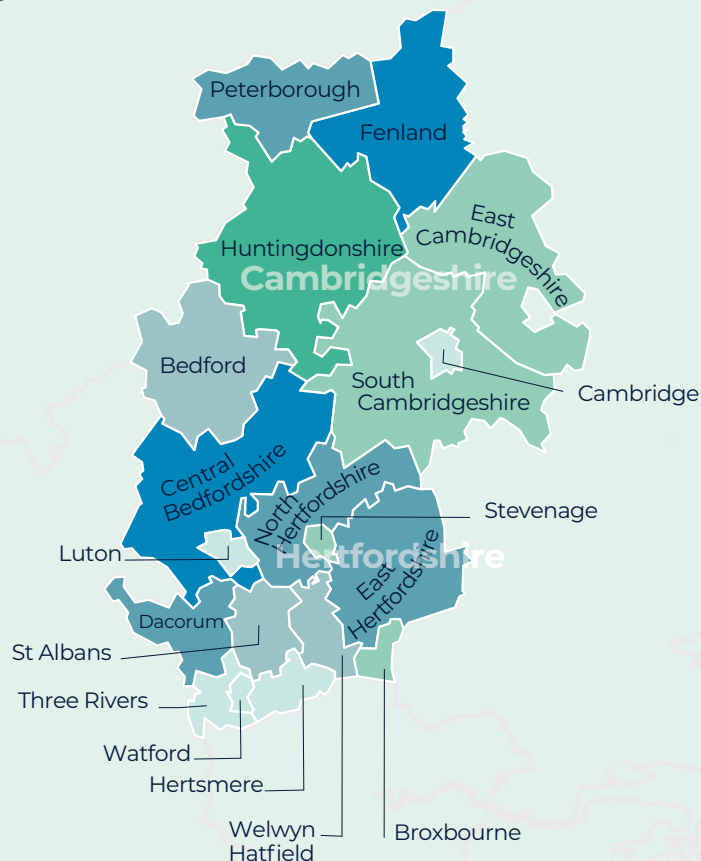 Peterborough
Fenland
East
Cambridgeshire
Huntingdonshire
Cambridgeshire
Bedford
South
Cambridgeshire
Cambridge
Central
Bedfordshire
North
Hertfordshire
Stevenage
Luton
Hertfordshire
East
Hertfordshire
Dacorum
St Albans
Three Rivers
Watford
Hertsmere
Welwyn
Hatfield
Broxbourne